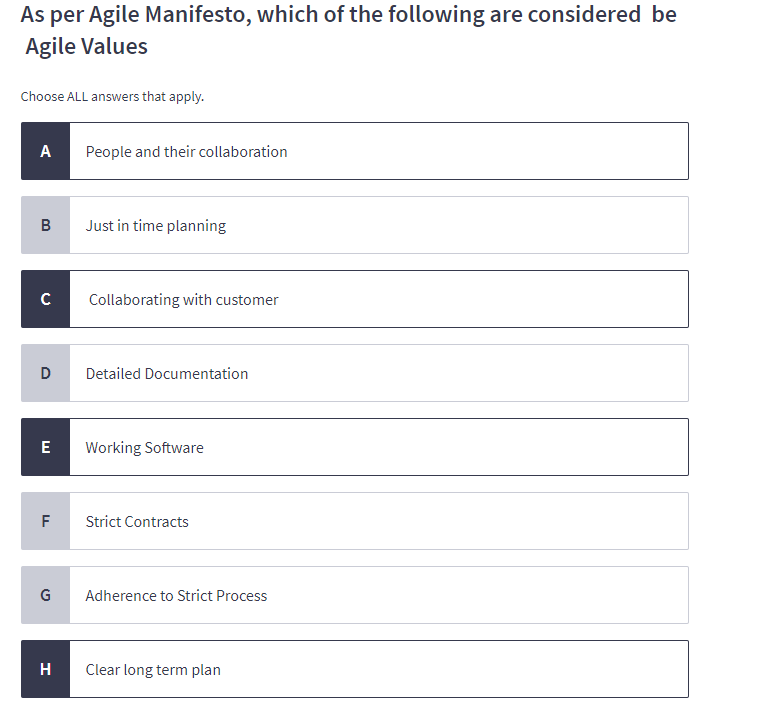 As per Agile Manifesto, which of the following are considered be
Agile Values
Choose ALL answers that apply.
A People and their collaboration
B Just in time planning
C Collaborating with customer
D Detailed Documentation
E Working Software
F Strict Contracts
G Adherence to Strict Process
H Clear long term plan